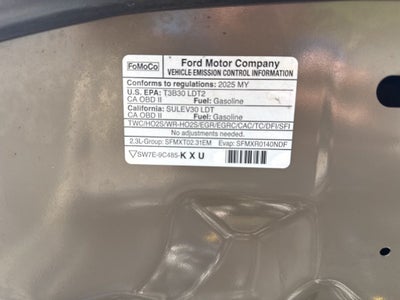 FoMoCo
Ford Motor Company
VEHICLE EMISSION CONTROL INFORMATION
Conforms to regulations: 2025 MY
U.S. EPA: T3B30 LDT2
CA OBD II Fuel: Gasoline
California: SULEV30 LDT
CA OBD II Fuel: Gasoline
TWC/HO2S/WR-HO2S/EGR/EGRC/CAC/TC/DFI/SFI
No adjustments needed.
2.3L-Group: SFMXT02.31EM Evap: SFMXR0140NDF
SW7E-9C485-KXU